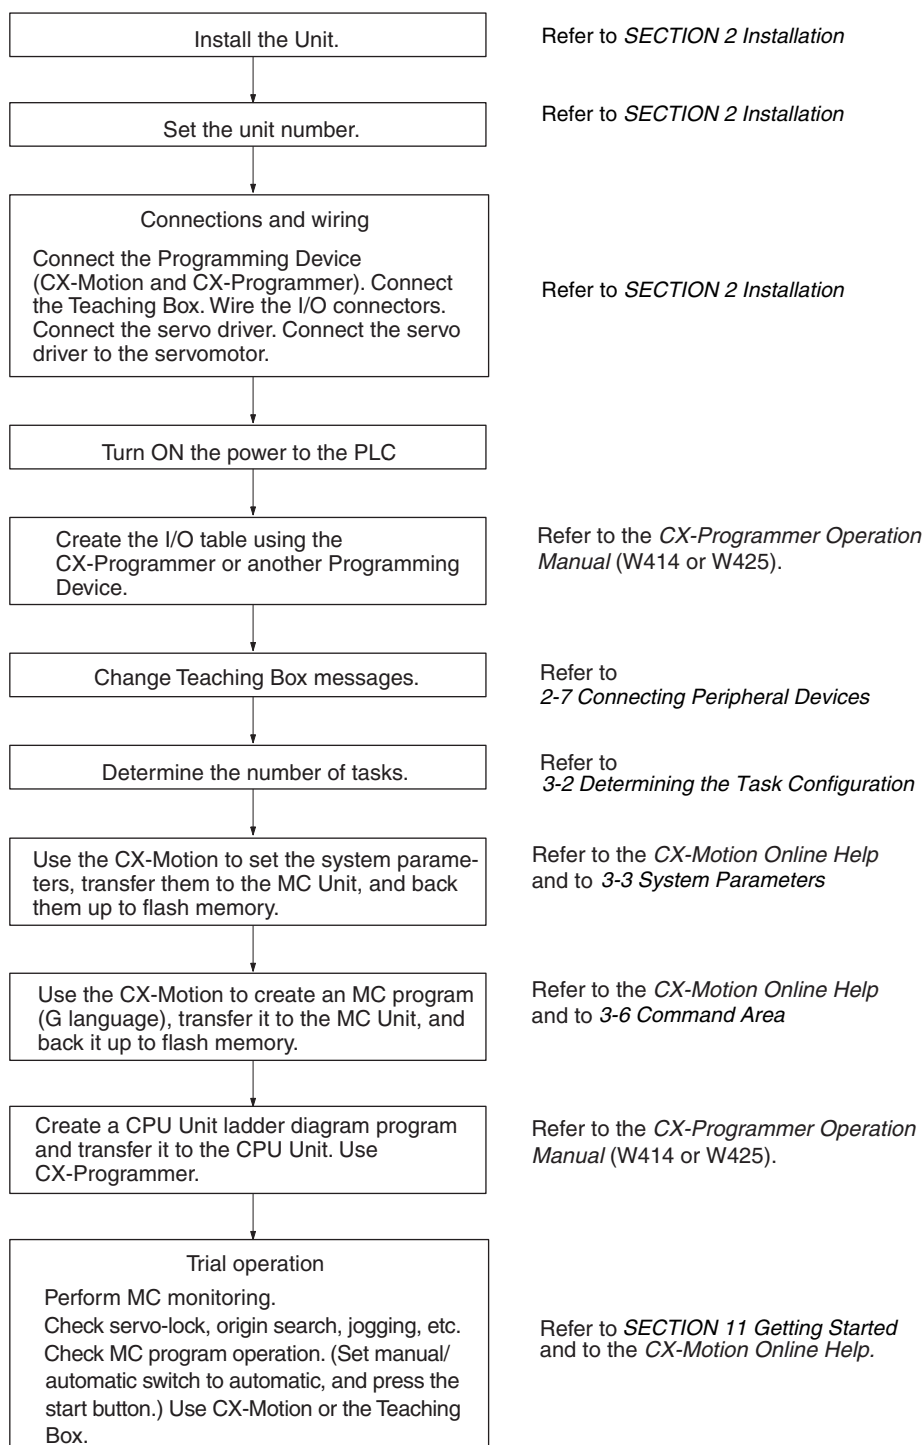 Install the Unit.
Refer to SECTION 2 Installation
Set the unit number.
Refer to SECTION 2 Installation
Connections and wiring
Connect the Programming Device
(CX-Motion and CX-Programmer). Connect
the Teaching Box. Wire the I/O connectors.
Connect the servo driver. Connect the servo
driver to the servomotor.
Refer to SECTION 2 Installation
Turn ON the power to the PLC
Create the I/O table using the
CX-Programmer or another Programming
Device.
Refer to the CX-Programmer Operation
Manual (W414 or W425).
Change Teaching Box messages.
Refer to
2-7 Connecting Peripheral Devices
Determine the number of tasks.
Refer to
3-2 Determining the Task Configuration
Use the CX-Motion to set the system parame-
ters, transfer them to the MC Unit, and back
them up to flash memory.
Refer to the CX-Motion Online Help
and to 3-3 System Parameters
Use the CX-Motion to create an MC program
(G language), transfer it to the MC Unit, and
back it up to flash memory.
Refer to the CX-Motion Online Help
and to 3-6 Command Area
Create a CPU Unit ladder diagram program
and transfer it to the CPU Unit. Use
CX-Programmer.
Refer to the CX-Programmer Operation
Manual (W414 or W425).
Trial operation
Perform MC monitoring.
Check servo-lock, origin search, jogging, etc.
Check MC program operation. (Set manual/
automatic switch to automatic, and press the
start button.) Use CX-Motion or the Teaching
Box.
Refer to SECTION 11 Getting Started
and to the CX-Motion Online Help.